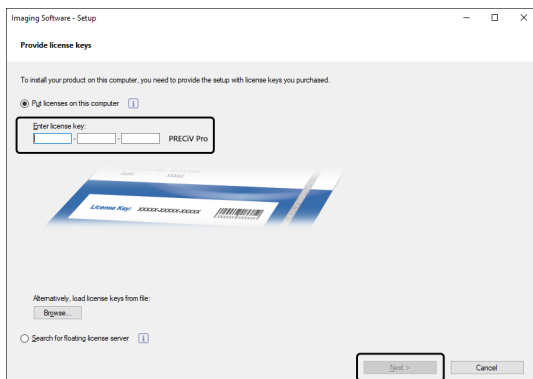 Imaging Software - Setup
Provide license keys
To install your product on this computer, you need to provide the setup with license keys you purchased.
Put licenses on this computer
Enter license key:
- - PRECiV Pro
License Key: XXXXX-XXXXX-XXXXX
Alternatively, load license keys from file:
Browse...
Search for floating license server
Next >
Cancel